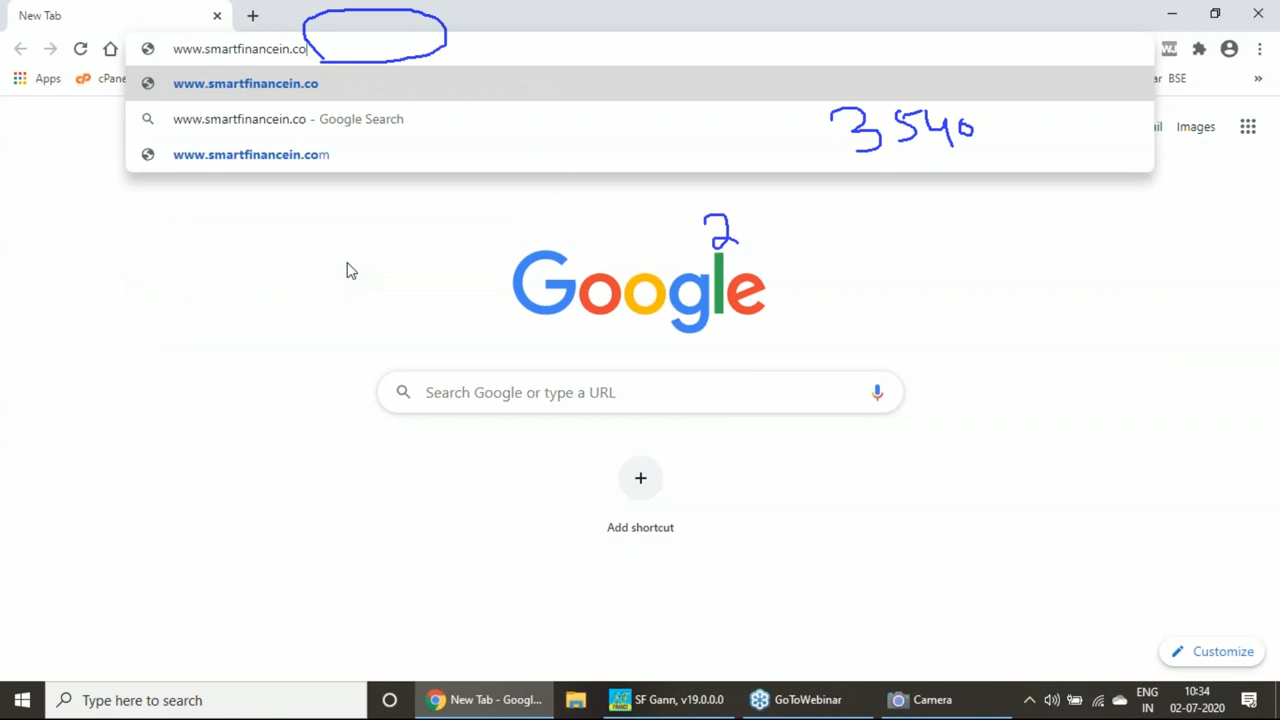 New Tab
www.smartfinancein.co
Apps
cPane
www.smartfinancein.co
ar BSE
www.smartfinancein.co - Google Search
3540
ail Images
www.smartfinancein.com
2
Google
Search Google or type a URL
Add shortcut
Customize
Type here to search
New Tab - Googl...
SF Gann, v19.0.0.0
GoToWebinar
Camera
ENG
IN
10:34
02-07-2020